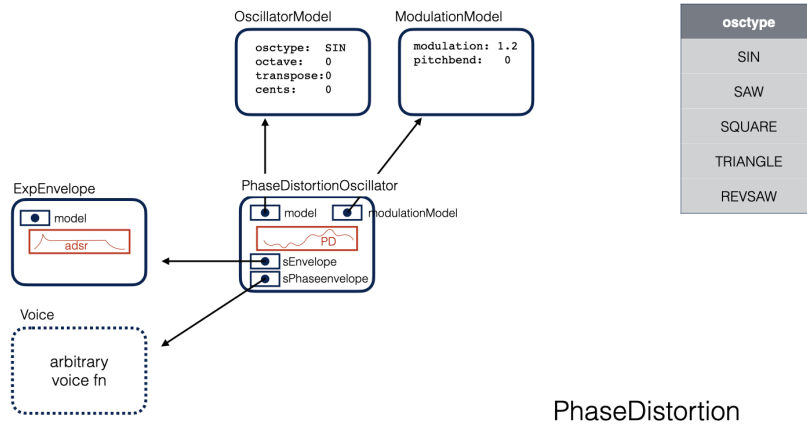 OscillatorModel
osctype: SIN
octave: 0
transpose:0
cents: 0
ModulationModel
modulation: 1.2
pitchbend: 0
osctype
SIN
SAW
SQUARE
TRIANGLE
REVSAW
ExpEnvelope
model
adsr
PhaseDistortionOscillator
model
modulationModel
PD
sEnvelope
sPhaseenvelope
Voice
arbitrary
voice fn
PhaseDistortion